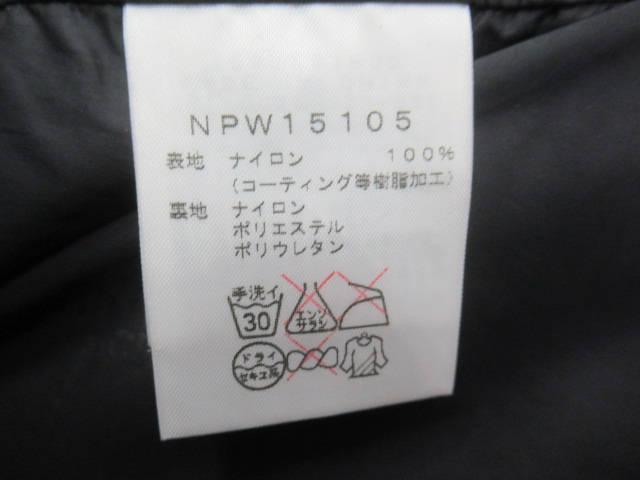 NPW15105
表地 ナイロン 100%
(コーティング等樹脂加工)
裏地 ナイロン
ポリエステル
ポリウレタン
手洗イ
30
エンソ
サラシ
ドライ
セキユ系